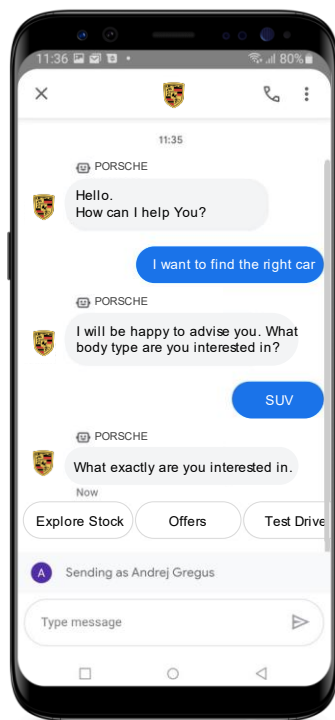 11:36
80%
11:35
PORSCHE
Hello.
How can I help You?
I want to find the right car
PORSCHE
I will be happy to advise you. What
body type are you interested in?
SUV
PORSCHE
What exactly are you interested in.
Now
Explore Stock
Offers
Test Drive
A
Sending as Andrej Gregus
Type message